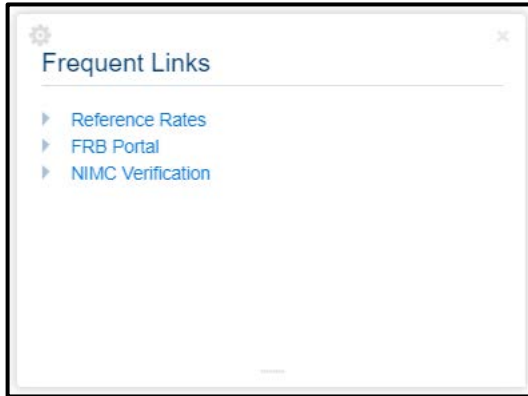 Frequent Links
Reference Rates
FRB Portal
NIMC Verification